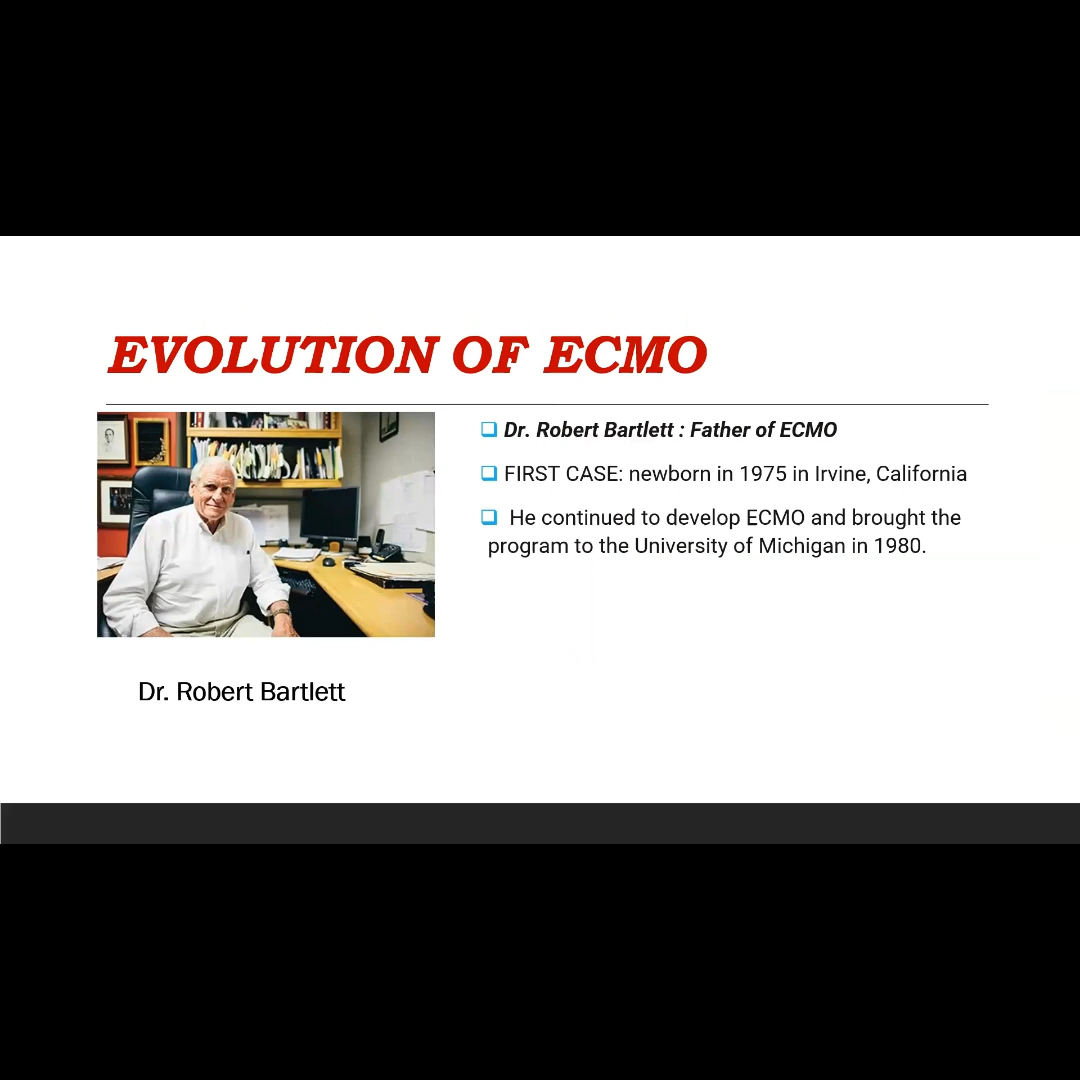 EVOLUTION OF ECMO
Dr. Robert Bartlett : Father of ECMO
FIRST CASE: newborn in 1975 in Irvine, California
He continued to develop ECMO and brought the
program to the University of Michigan in 1980.
Dr. Robert Bartlett